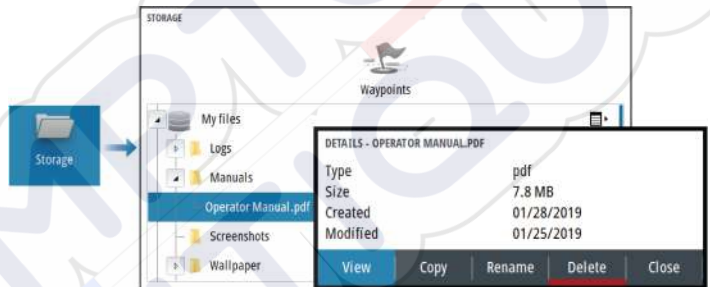 STORAGE
Waypoints
Storage
My files
Logs
Manuals
Operator Manual.pdf
Screenshots
Wallpaper
DETAILS - OPERATOR MANUAL.PDF
Type pdf
Size 7.8 MB
Created 01/28/2019
Modified 01/25/2019
View Copy Rename Delete Close